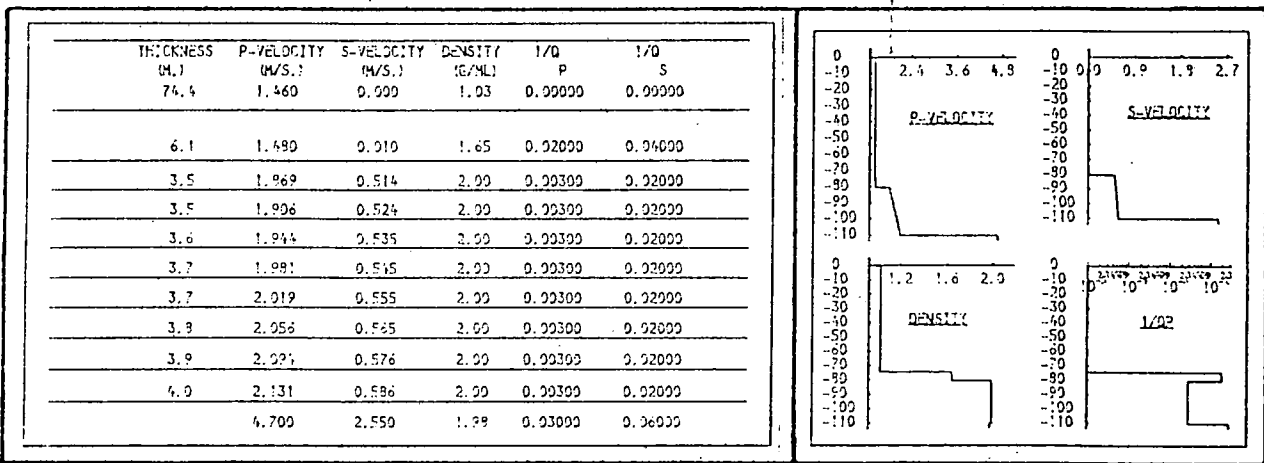 THICKNESS P-VELOCITY S-VELOCITY DENSITY 1/Q 1/Q
(M.) (M/S.) (M/S.) (G/ML) P S
74.4 1.460 0.000 1.03 0.00000 0.00000
6.1 1.480 0.010 1.65 0.02000 0.04000
3.5 1.869 0.514 2.00 0.00300 0.02000
3.5 1.906 0.524 2.00 0.00300 0.02000
3.6 1.944 0.535 2.00 0.00300 0.02000
3.7 1.981 0.545 2.00 0.00300 0.02000
3.7 2.019 0.555 2.00 0.00300 0.02000
3.8 2.056 0.565 2.00 0.00300 0.02000
3.9 2.094 0.576 2.00 0.00300 0.02000
4.0 2.131 0.586 2.00 0.00300 0.02000
4.700 2.550 1.98 0.03000 0.06000
0
-10 2.4 3.6 4.8
-20
-30
-40 P-VELOCITY
-50
-60
-70
-80
-90
-100
-110
0
-10 0.0 0.9 1.8 2.7
-20
-30
-40 S-VELOCITY
-50
-60
-70
-80
-90
-100
-110
0
-10 1.2 1.6 2.0
-20
-30
-40 DENSITY
-50
-60
-70
-80
-90
-100
-110
0
-10
-20
-30
-40 1/QP
-50
-60
-70
-80
-90
-100
-110